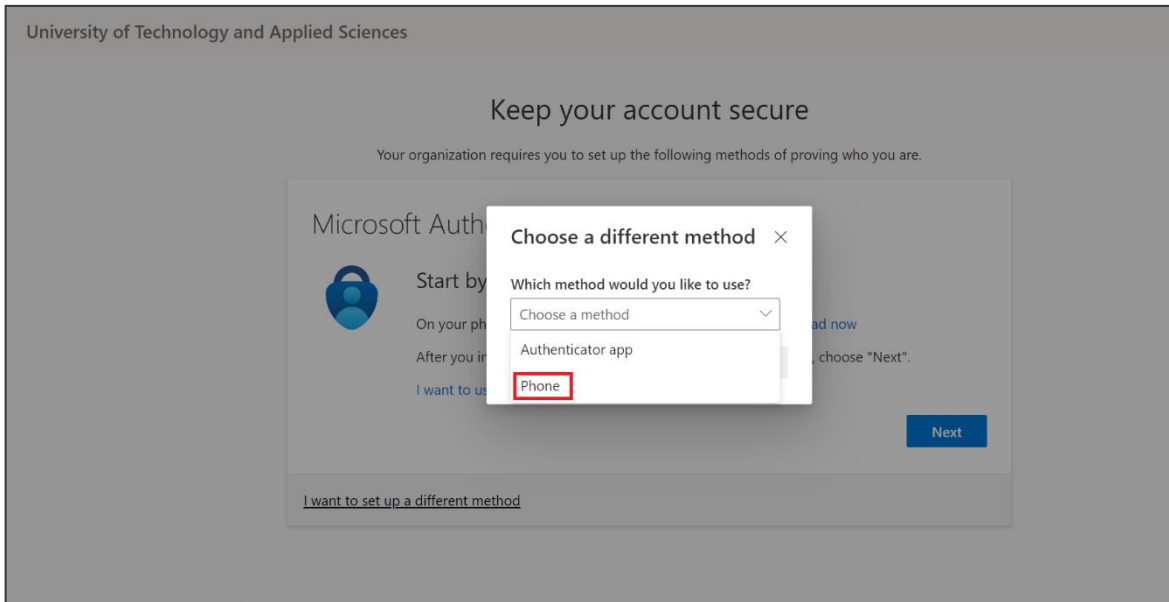 University of Technology and Applied Sciences
Keep your account secure
Your organization requires you to set up the following methods of proving who you are.
Microsoft Auth
Choose a different method
Start by
Which method would you like to use?
Choose a method
On your ph
ad now
Authenticator app
After you in
, choose "Next".
Phone
I want to us
Next
I want to set up a different method